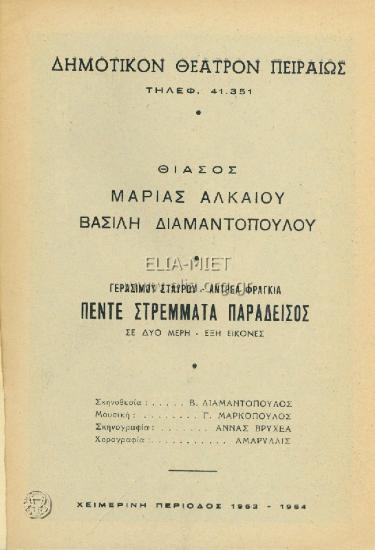 ΔΗΜΟΤΙΚΟΝ ΘΕΑΤΡΟΝ ΠΕΙΡΑΙΩΣ
ΤΗΛΕΦ. 41.351
ΘΙΑΣΟΣ
ΜΑΡΙΑΣ ΑΛΚΑΙΟΥ
ΒΑΣΙΛΗ ΔΙΑΜΑΝΤΟΠΟΥΛΟΥ
ELIA-MIET
ΓΕΡΑΣΙΜΟΥ ΣΤΑΥΡΟΥ - ΑΝΤΡΕΑ ΦΡΑΓΚΙΑ
ΠΕΝΤΕ ΣΤΡΕΜΜΑΤΑ ΠΑΡΑΔΕΙΣΟΣ
ΣΕ ΔΥΟ ΜΕΡΗ - ΕΞΗ ΕΙΚΟΝΕΣ
Σκηνοθεσία : . . . . . Β. ΔΙΑΜΑΝΤΟΠΟΥΛΟΣ
Μουσική : . . . . . . . . Γ. ΜΑΡΚΟΠΟΥΛΟΣ
Σκηνογραφία : . . . . . . . ΑΝΝΑΣ ΒΡΥΧΕΑ
Χορογραφία : . . . . . . . . . . . ΑΜΑΡΥΛΛΙΣ
ΧΕΙΜΕΡΙΝΗ ΠΕΡΙΟΔΟΣ 1963 - 1964